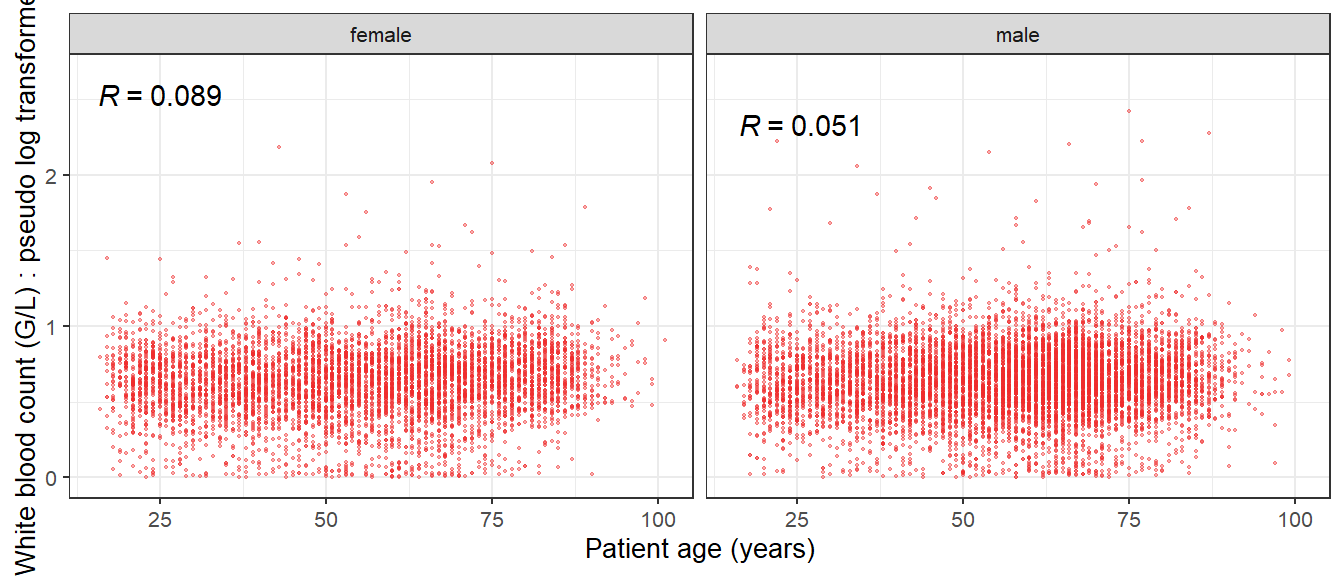 female
male
R = 0.089
R = 0.051
White blood count (G/L) : pseudo log transforme
2
1
0
25
50
75
100
25
50
75
100
Patient age (years)